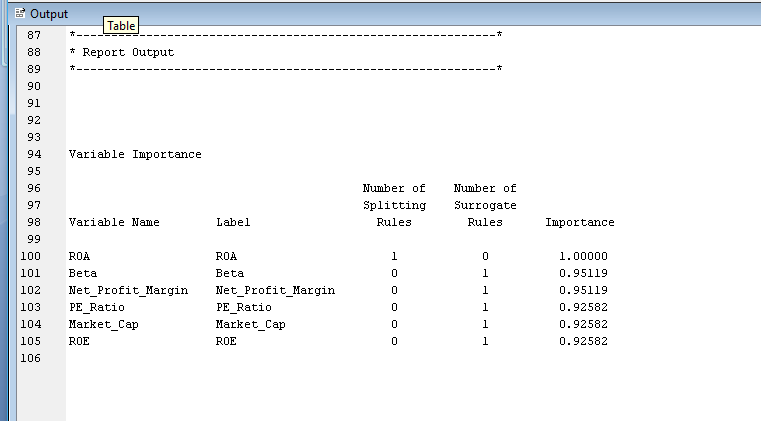 Output
Table
87 *------------------------------------------------------------*
88 * Report Output
89 *------------------------------------------------------------*
90
91
92
93
94 Variable Importance
95
96 Number of Number of
97 Splitting Surrogate
98 Variable Name Label Rules Rules Importance
99
100 ROA ROA 1 0 1.00000
101 Beta Beta 0 1 0.95119
102 Net_Profit_Margin Net_Profit_Margin 0 1 0.95119
103 PE_Ratio PE_Ratio 0 1 0.92582
104 Market_Cap Market_Cap 0 1 0.92582
105 ROE ROE 0 1 0.92582
106